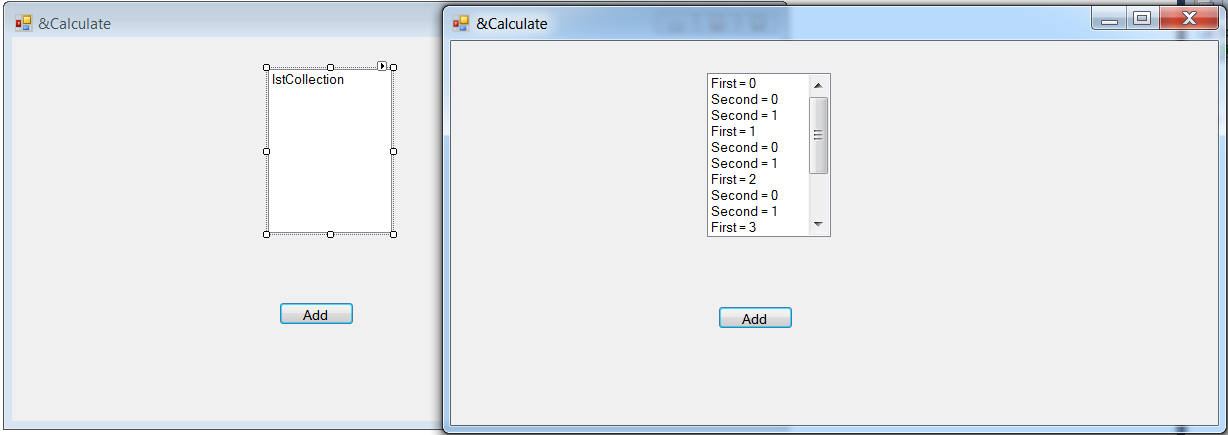 &Calculate
lstCollection
Add
&Calculate
First = 0
Second = 0
Second = 1
First = 1
Second = 0
Second = 1
First = 2
Second = 0
Second = 1
First = 3
Add